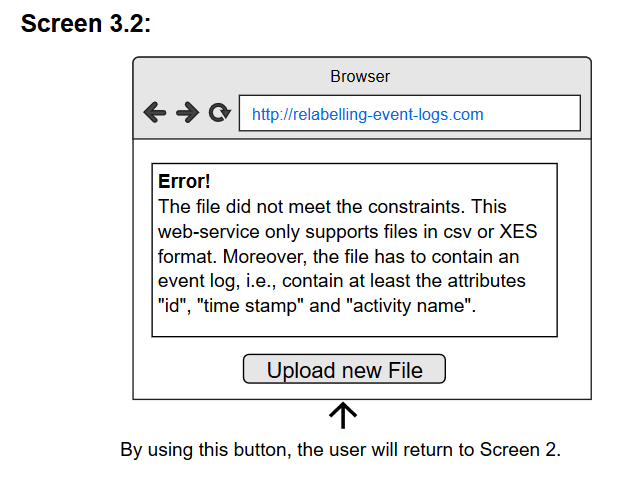 Screen 3.2:
Browser
http://relabelling-event-logs.com
Error!
The file did not meet the constraints. This
web-service only supports files in csv or XES
format. Moreover, the file has to contain an
event log, i.e., contain at least the attributes
"id", "time stamp" and "activity name".
Upload new File
By using this button, the user will return to Screen 2.